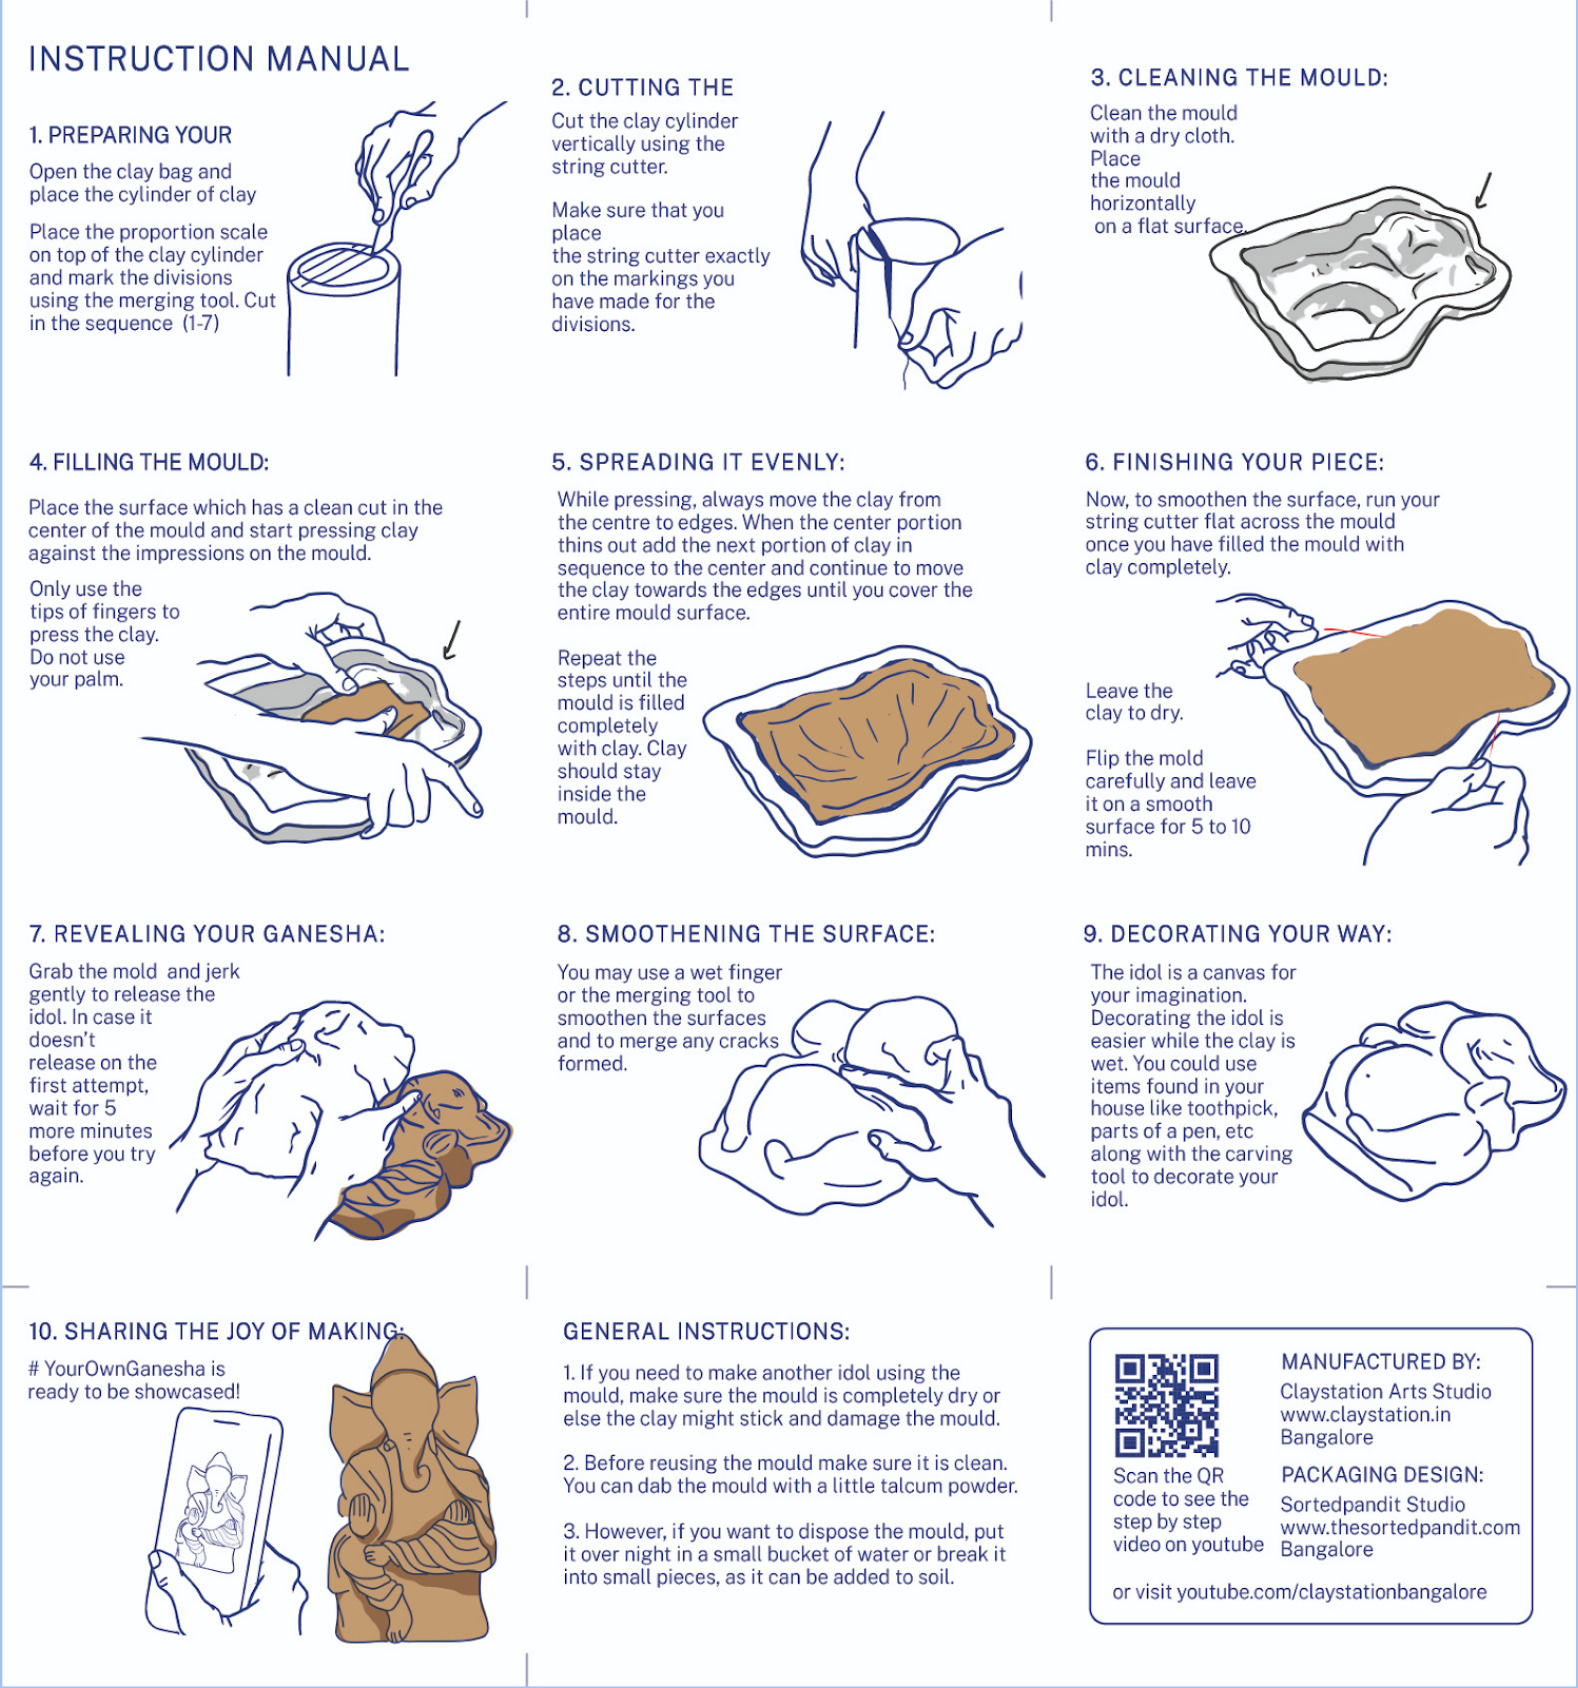 INSTRUCTION MANUAL
1. PREPARING YOUR
Open the clay bag and
place the cylinder of clay
Place the proportion scale
on top of the clay cylinder
and mark the divisions
using the merging tool. Cut
in the sequence (1-7)
2. CUTTING THE
Cut the clay cylinder
vertically using the
string cutter.
Make sure that you
place
the string cutter exactly
on the markings you
have made for the
divisions.
3. CLEANING THE MOULD:
Clean the mould
with a dry cloth.
Place
the mould
horizontally
on a flat surface.
4. FILLING THE MOULD:
Place the surface which has a clean cut in the
center of the mould and start pressing clay
against the impressions on the mould.
Only use the
tips of fingers to
press the clay.
Do not use
your palm.
5. SPREADING IT EVENLY:
While pressing, always move the clay from
the centre to edges. When the center portion
thins out add the next portion of clay in
sequence to the center and continue to move
the clay towards the edges until you cover the
entire mould surface.
Repeat the
steps until the
mould is filled
completely
with clay. Clay
should stay
inside the
mould.
6. FINISHING YOUR PIECE:
Now, to smoothen the surface, run your
string cutter flat across the mould
once you have filled the mould with
clay completely.
Leave the
clay to dry.
Flip the mold
carefully and leave
it on a smooth
surface for 5 to 10
mins.
7. REVEALING YOUR GANESHA:
Grab the mold and jerk
gently to release the
idol. In case it
doesn't
release on the
first attempt,
wait for 5
more minutes
before you try
again.
8. SMOOTHENING THE SURFACE:
You may use a wet finger
or the merging tool to
smoothen the surfaces
and to merge any cracks
formed.
9. DECORATING YOUR WAY:
The idol is a canvas for
your imagination.
Decorating the idol is
easier while the clay is
wet. You could use
items found in your
house like toothpick,
parts of a pen, etc
along with the carving
tool to decorate your
idol.
10. SHARING THE JOY OF MAKING:
# YourOwnGanesha is
ready to be showcased!
GENERAL INSTRUCTIONS:
1. If you need to make another idol using the
mould, make sure the mould is completely dry or
else the clay might stick and damage the mould.
2. Before reusing the mould make sure it is clean.
You can dab the mould with a little talcum powder.
3. However, if you want to dispose the mould, put
it over night in a small bucket of water or break it
into small pieces, as it can be added to soil.
Scan the QR
code to see the
step by step
video on youtube
MANUFACTURED BY:
Claystation Arts Studio
www.claystation.in
Bangalore
PACKAGING DESIGN:
Sortedpandit Studio
www.thesortedpandit.com
Bangalore
or visit youtube.com/claystationbangalore